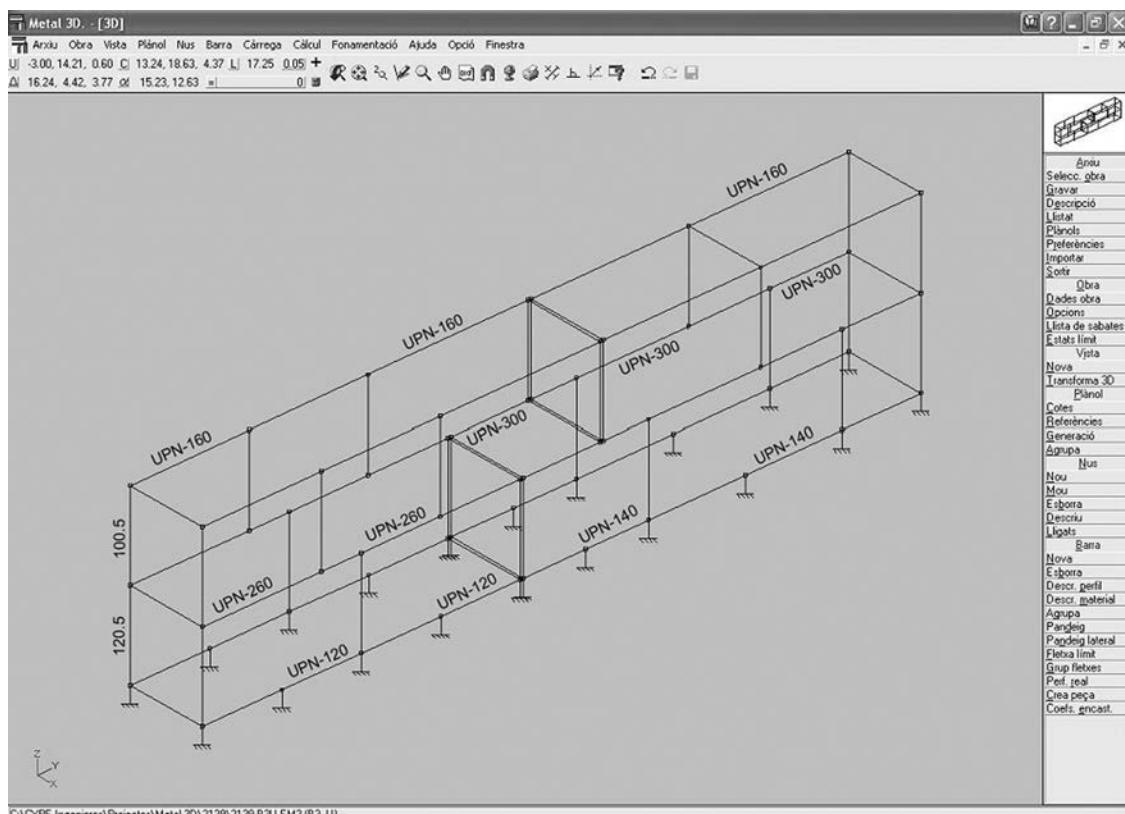 Metal 3D. - [3D]
Arxiu Obra Vista Plànol Nus Barra Càrrega Càlcul Fonamentació Ajuda Opció Finestra
U| -3.00, 14.21, 0.60 C| 13.24, 18.63, 4.37 L| 17.25 0.05
Δ| 16.24, 4.42, 3.77 α| 15.23, 12.63 =| 0|
UPN-160
UPN-160
UPN-160
UPN-300
UPN-300
UPN-300
UPN-260
UPN-260
UPN-140
UPN-140
UPN-120
UPN-120
100.5
120.5
Z
Y
X
Arxiu
Selecc. obra
Gravar
Descripció
Llistat
Plànols
Preferències
Importar
Sortir
Obra
Dades obra
Opcions
Llista de sabates
Estats límit
Vista
Nova
Transforma 3D
Plànol
Cotes
Referències
Generació
Agrupa
Nus
Nou
Mou
Esborra
Descriu
Lligats
Barra
Nova
Esborra
Descr. perfil
Descr. material
Agrupa
Pandeig
Pandeig lateral
Fletxa límit
Grup fletxes
Perf. real
Crea peça
Coefs. encast.